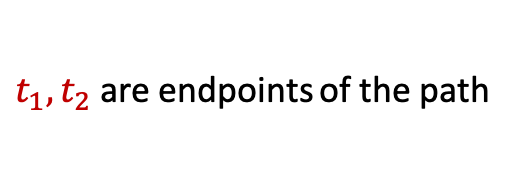 t₁, t₂ are endpoints of the path